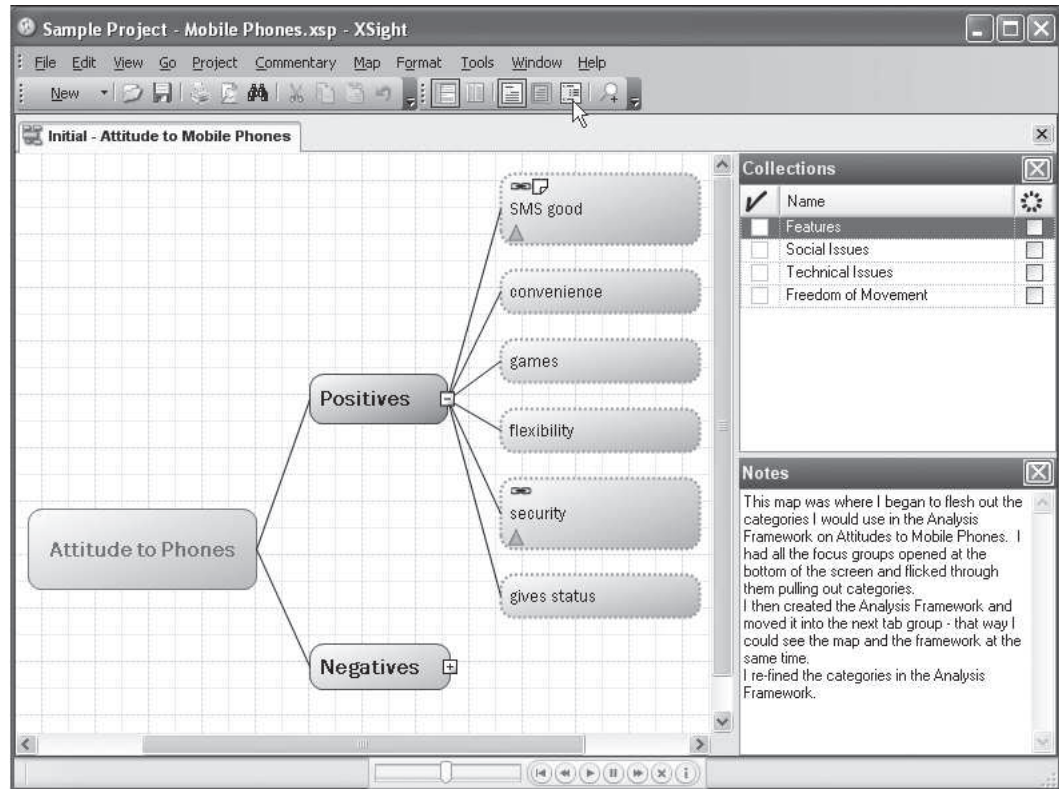 Sample Project - Mobile Phones.xsp - XSight
File Edit View Go Project Commentary Map Format Tools Window Help
New
Initial - Attitude to Mobile Phones
SMS good
convenience
games
Positives
flexibility
security
Attitude to Phones
gives status
Negatives
Collections
Name
Features
Social Issues
Technical Issues
Freedom of Movement
Notes
This map was where I began to flesh out the
categories I would use in the Analysis
Framework on Attitudes to Mobile Phones. I
had all the focus groups opened at the
bottom of the screen and flicked through
them pulling out categories.
I then created the Analysis Framework and
moved it into the next tab group - that way I
could see the map and the framework at the
same time.
I re-fined the categories in the Analysis
Framework.